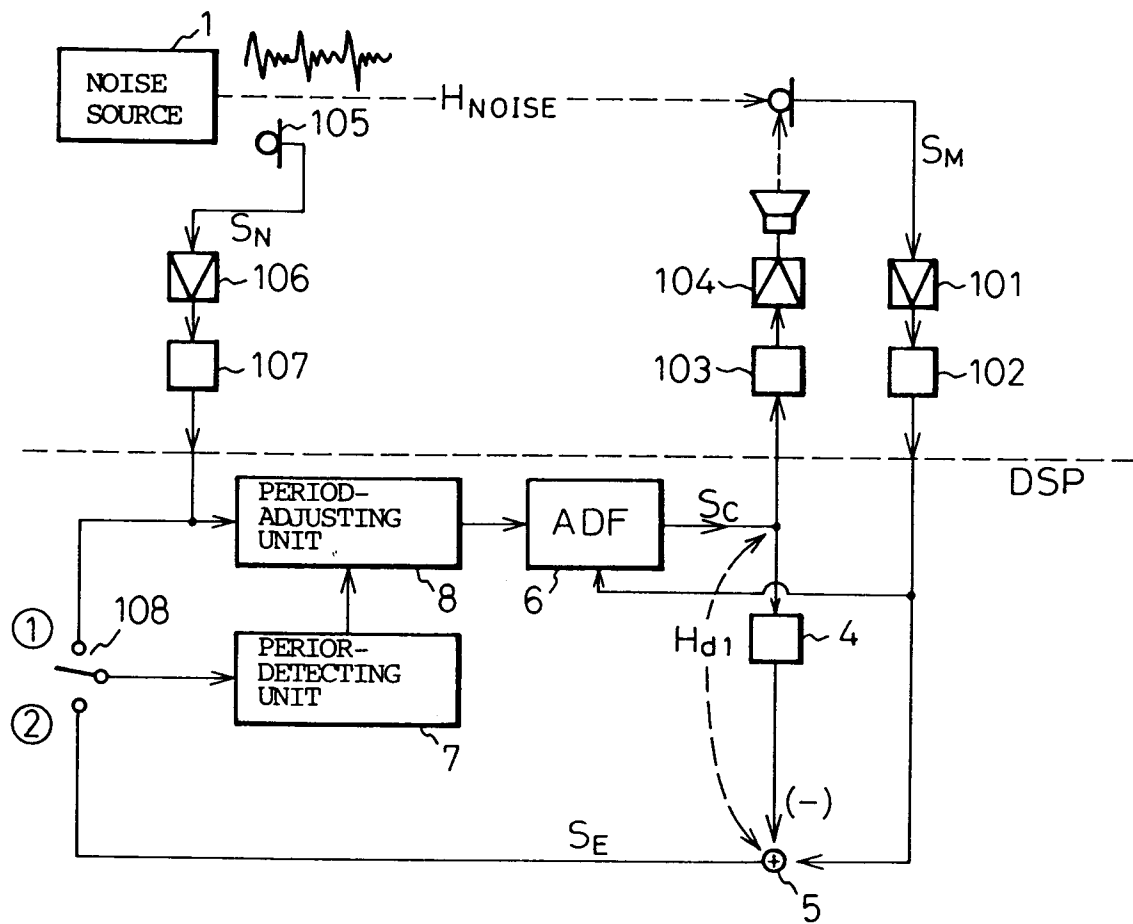 1
NOISE
SOURCE
H_NOISE
105
S_M
S_N
106
104
101
107
103
102
DSP
PERIOD-
ADJUSTING
UNIT
ADF
S_C
8
6
① 108
H_d1
4
PERIOR-
DETECTING
UNIT
②
7
(-)
S_E
+
5